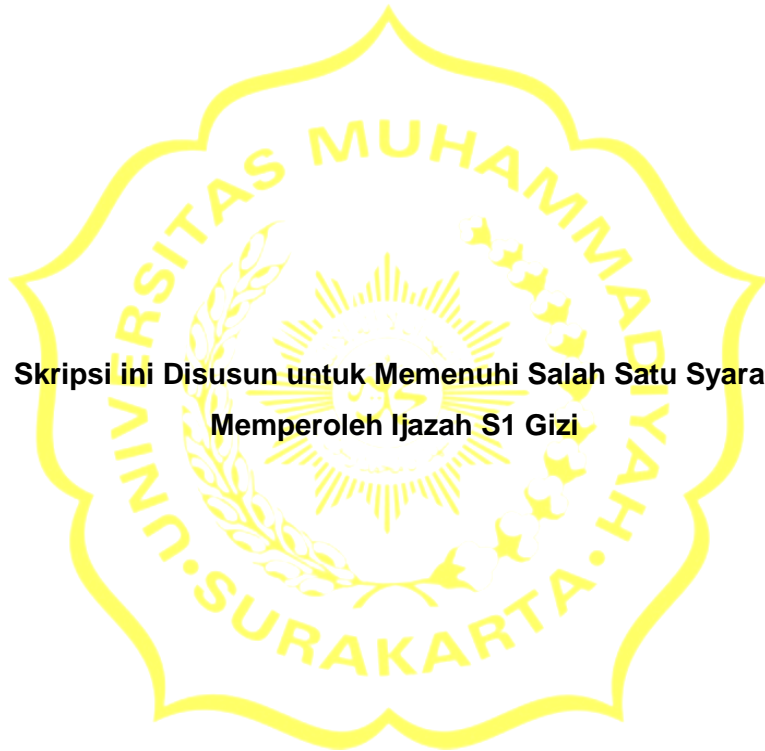 UNIVERSITAS MUHAMMADIYAH
Skripsi ini Disusun untuk Memenuhi Salah Satu Syara
Memperoleh Ijazah S1 Gizi
SURAKARTA